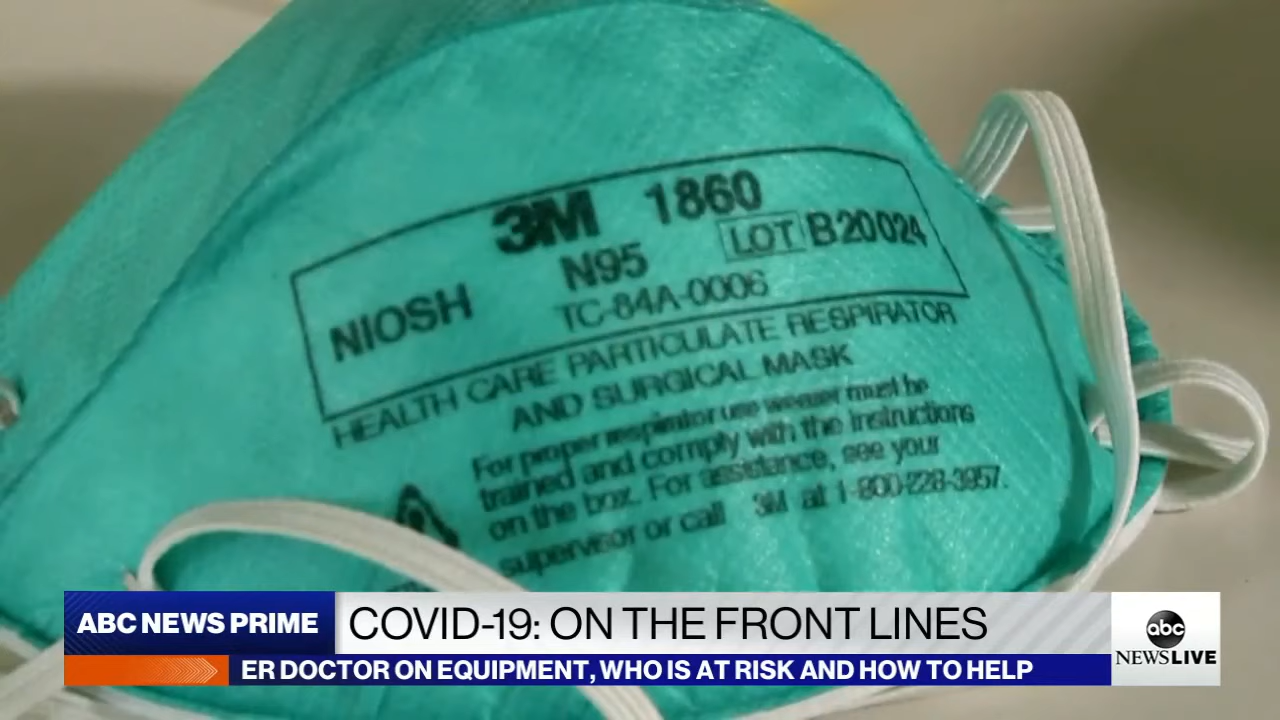 3M 1860
N95 LOT B20024
NIOSH TC-84A-0006
HEALTH CARE PARTICULATE RESPIRATOR
AND SURGICAL MASK
For proper respirator use wearer must be
trained and comply with the instructions
on the box. For assistance, see your
supervisor or call 3M at 1-800-228-3957.
ABC NEWS PRIME
COVID-19: ON THE FRONT LINES
ER DOCTOR ON EQUIPMENT, WHO IS AT RISK AND HOW TO HELP
abc
NEWS LIVE